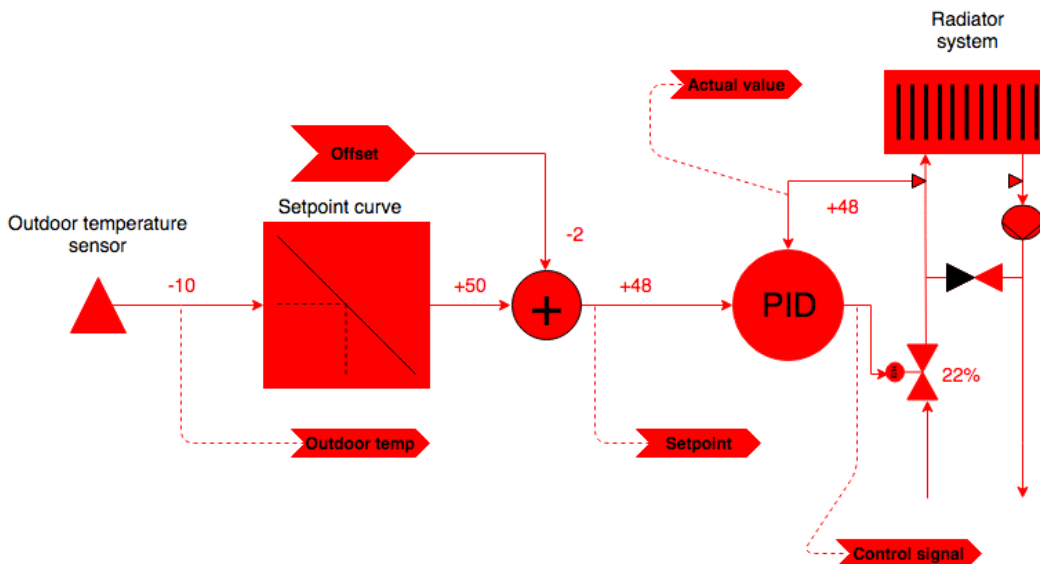 Radiator
system
Actual value
Offset
Setpoint curve
+48
Outdoor temperature
sensor
-2
-10
+50
+
+48
PID
22%
Outdoor temp
Setpoint
Control signal